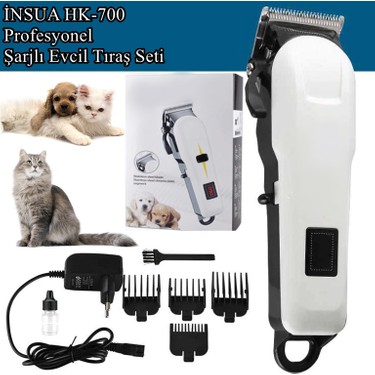 İNSUA HK-700
Profesyonel
Şarjlı Evcil Tıraş Seti